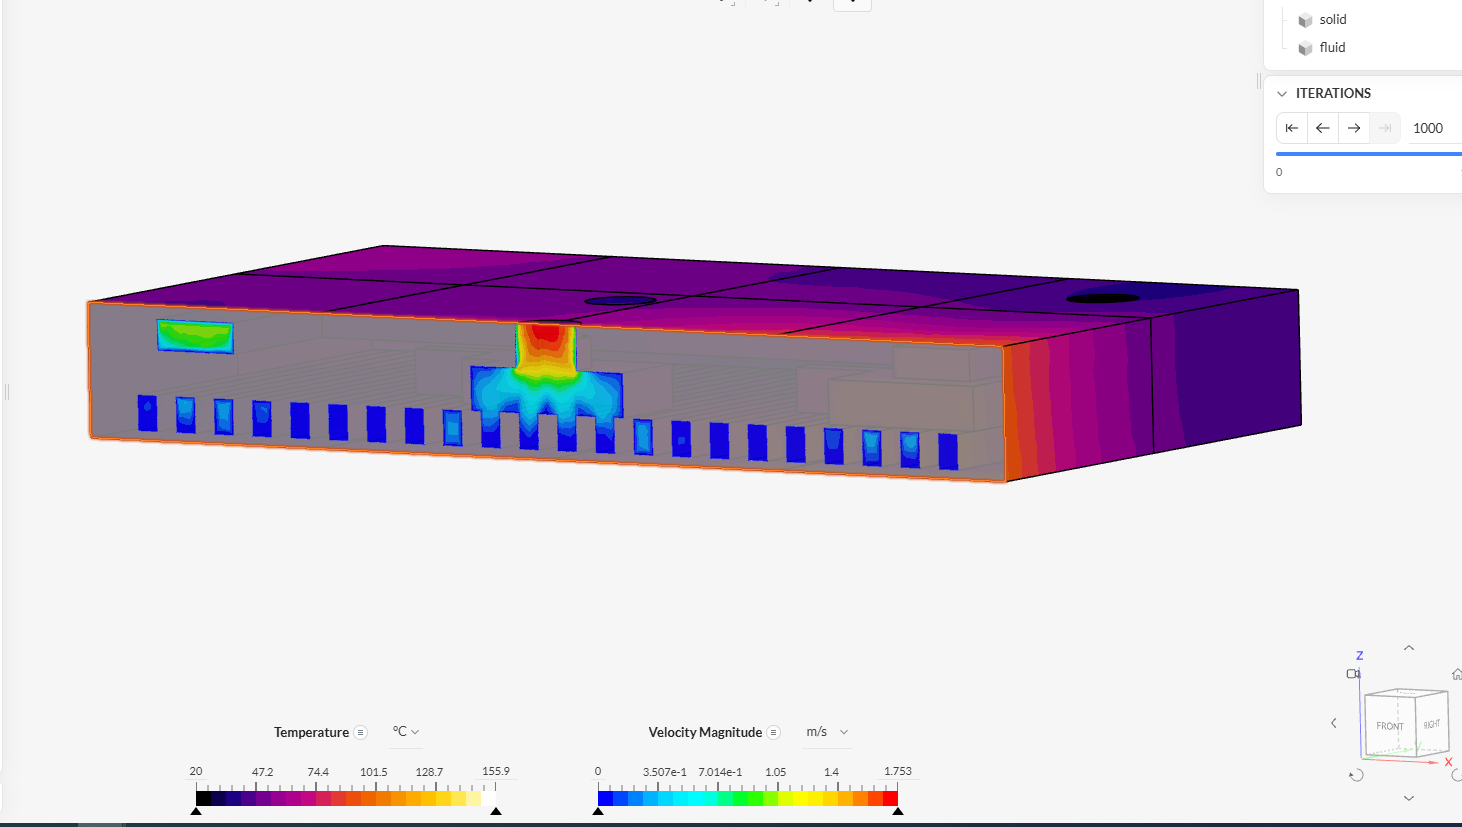 solid
fluid
ITERATIONS
1000
0
Z
FRONT
RIGHT
X
Temperature
°C
Velocity Magnitude
m/s
20 47.2 74.4 101.5 128.7 155.9
0 3.507e-1 7.014e-1 1.05 1.4 1.753